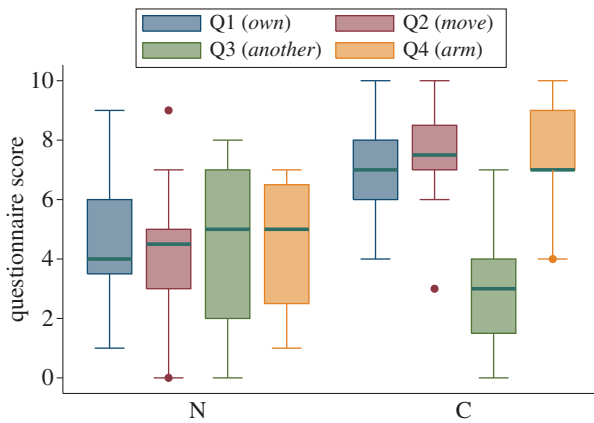 Q1 (own) Q2 (move)
Q3 (another) Q4 (arm)
questionnaire score
10
8
6
4
2
0
N C